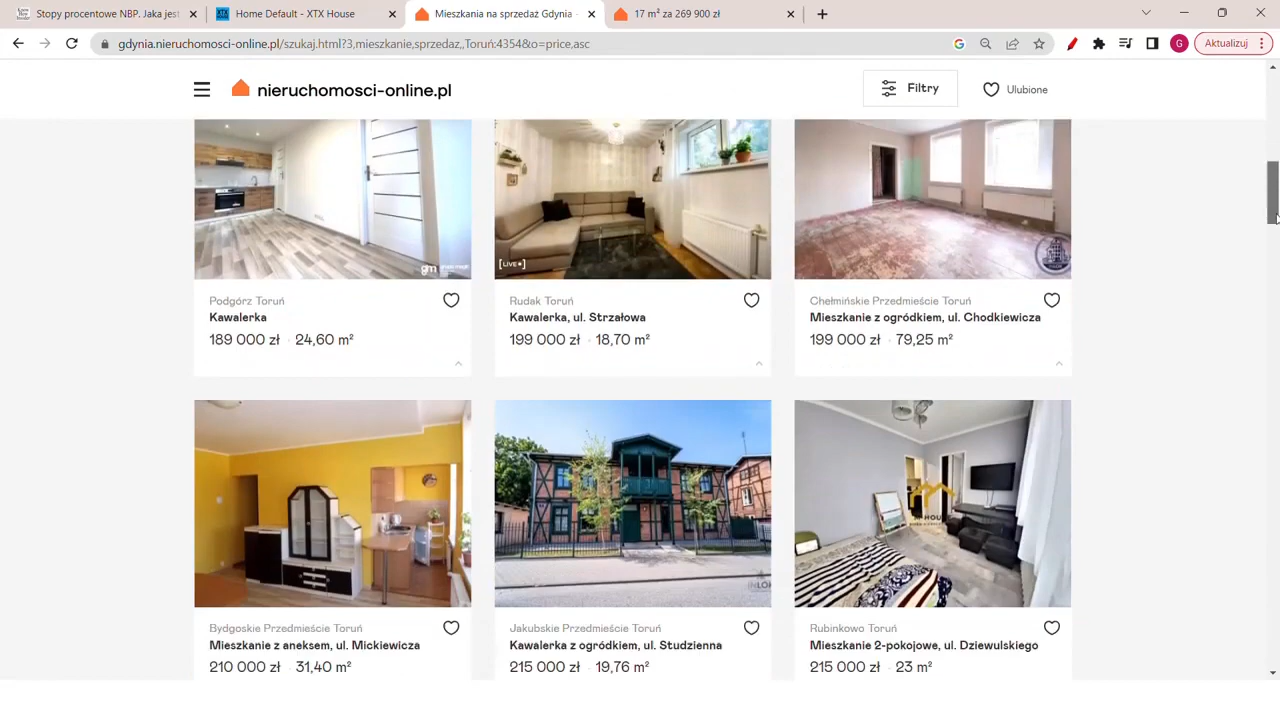 Stopy procentowe NBP. Jaka jest
Home Default - XTX House
Mieszkania na sprzedaż Gdynia -
17 m² za 269 900 zł
gdynia.nieruchomosci-online.pl/szukaj.html?3,mieszkanie,sprzedaz,,Toruń:4354&o=price,asc
G
Aktualizuj
nieruchomosci-online.pl
Filtry
Ulubione
[LIVE]
gm
Podgórz Toruń
Kawalerka
189 000 zł · 24,60 m²
Rudak Toruń
Kawalerka, ul. Strzałowa
199 000 zł · 18,70 m²
Chełmińskie Przedmieście Toruń
Mieszkanie z ogródkiem, ul. Chodkiewicza
199 000 zł · 79,25 m²
Bydgoskie Przedmieście Toruń
Mieszkanie z aneksem, ul. Mickiewicza
210 000 zł · 31,40 m²
Jakubskie Przedmieście Toruń
Kawalerka z ogródkiem, ul. Studzienna
215 000 zł · 19,76 m²
Rubinkowo Toruń
Mieszkanie 2-pokojowe, ul. Dziewulskiego
215 000 zł · 23 m²